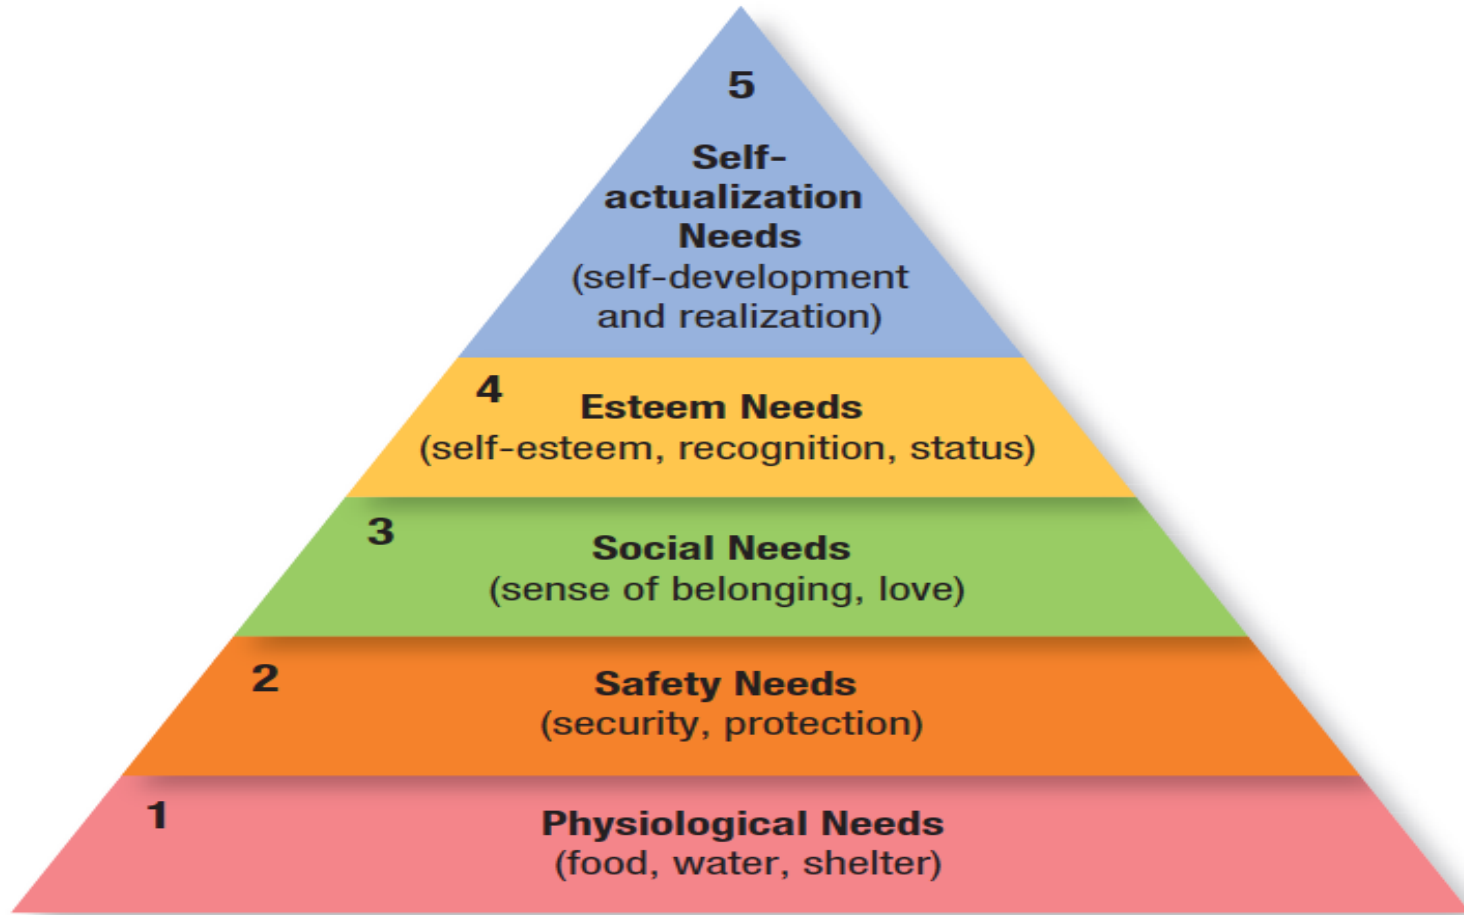 5
Self-
actualization
Needs
(self-development
and realization)
4
Esteem Needs
(self-esteem, recognition, status)
3
Social Needs
(sense of belonging, love)
2
Safety Needs
(security, protection)
1
Physiological Needs
(food, water, shelter)